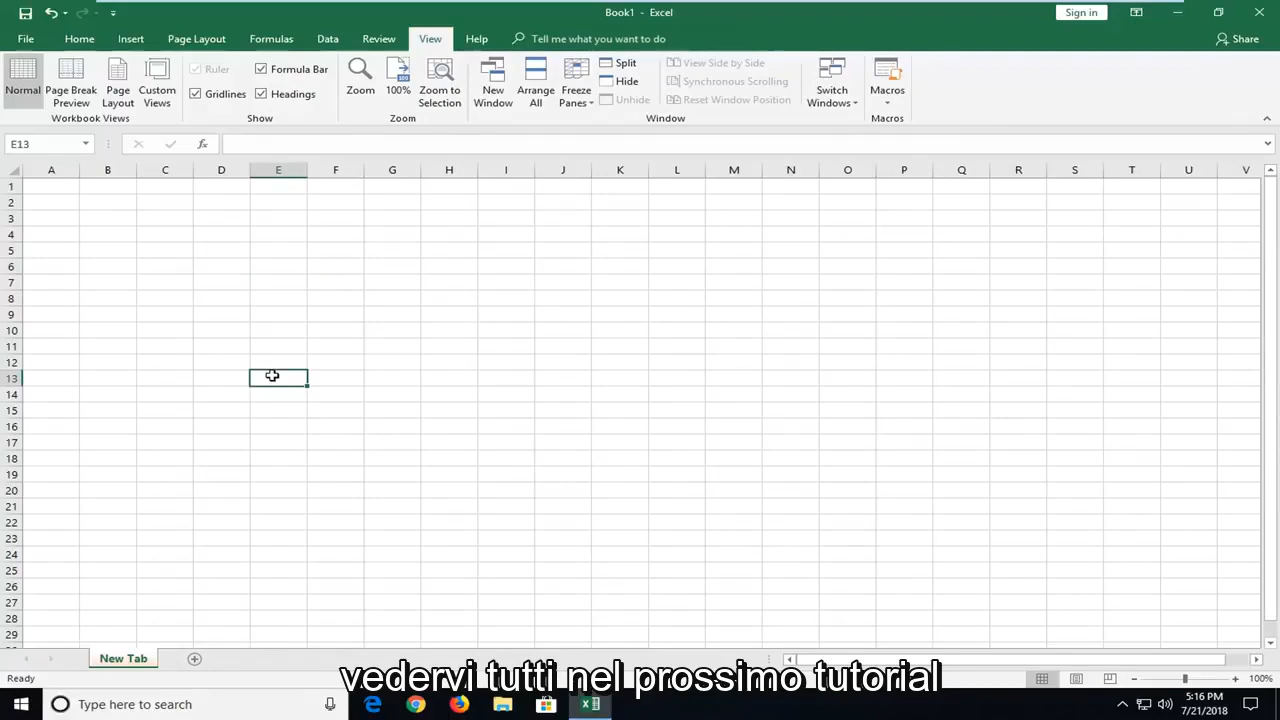 Book1 - Excel
Sign in
File Home Insert Page Layout Formulas Data Review View Help Tell me what you want to do Share
Normal Page Break Preview Page Layout Custom Views
Workbook Views
Ruler Formula Bar
Gridlines Headings
Show
Zoom 100% Zoom to Selection
Zoom
New Window Arrange All Freeze Panes
Split
Hide
Unhide
View Side by Side
Synchronous Scrolling
Reset Window Position
Window
Switch Windows
Macros
Macros
E13 fx
A B C D E F G H I J K L M N O P Q R S T U V
1
2
3
4
5
6
7
8
9
10
11
12
13
14
15
16
17
18
19
20
21
22
23
24
25
26
27
28
29
New Tab
vedervi tutti nel prossimo tutorial
Ready
100%
Type here to search
5:16 PM
7/21/2018